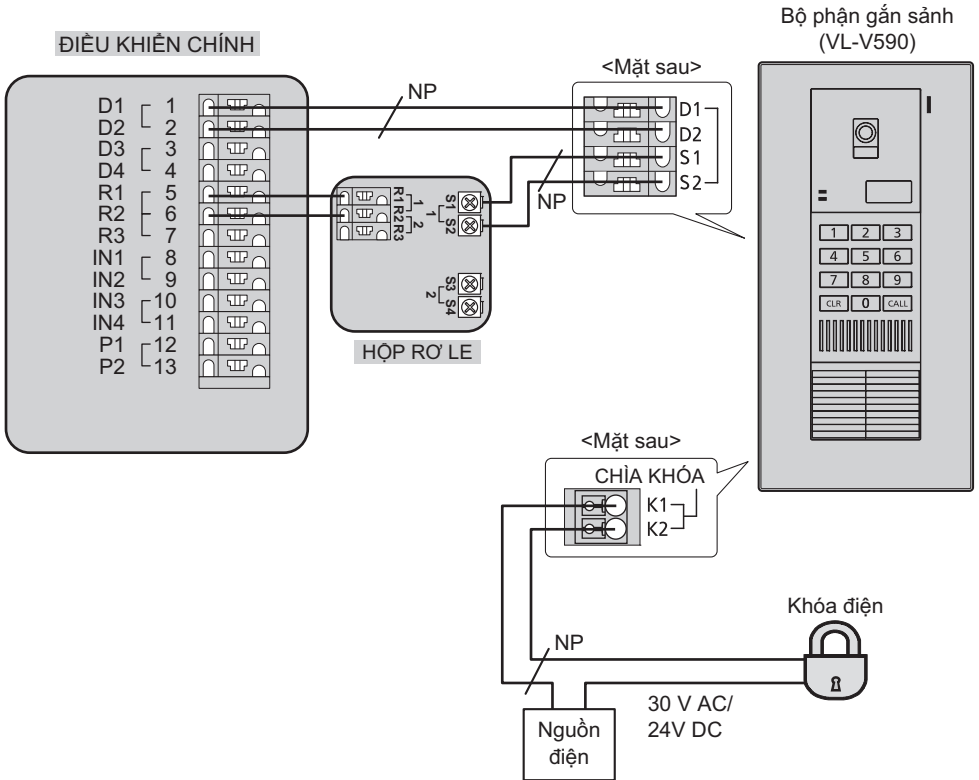 Bộ phận gắn sảnh
(VL-V590)
ĐIỀU KHIỂN CHÍNH
<Mặt sau>
NP
D1 1
D2 2
D3 3
D4 4
R1 5
R2 6
R3 7
IN1 8
IN2 9
IN3 10
IN4 11
P1 12
P2 13
D1
D2
S1
S2
NP
R1
R2
R3
1
2
S1
S2
1
S3
S4
2
HỘP RƠ LE
1 2 3
4 5 6
7 8 9
CLR 0 CALL
<Mặt sau>
CHÌA KHÓA
K1
K2
Khóa điện
NP
30 V AC/
24V DC
Nguồn
điện